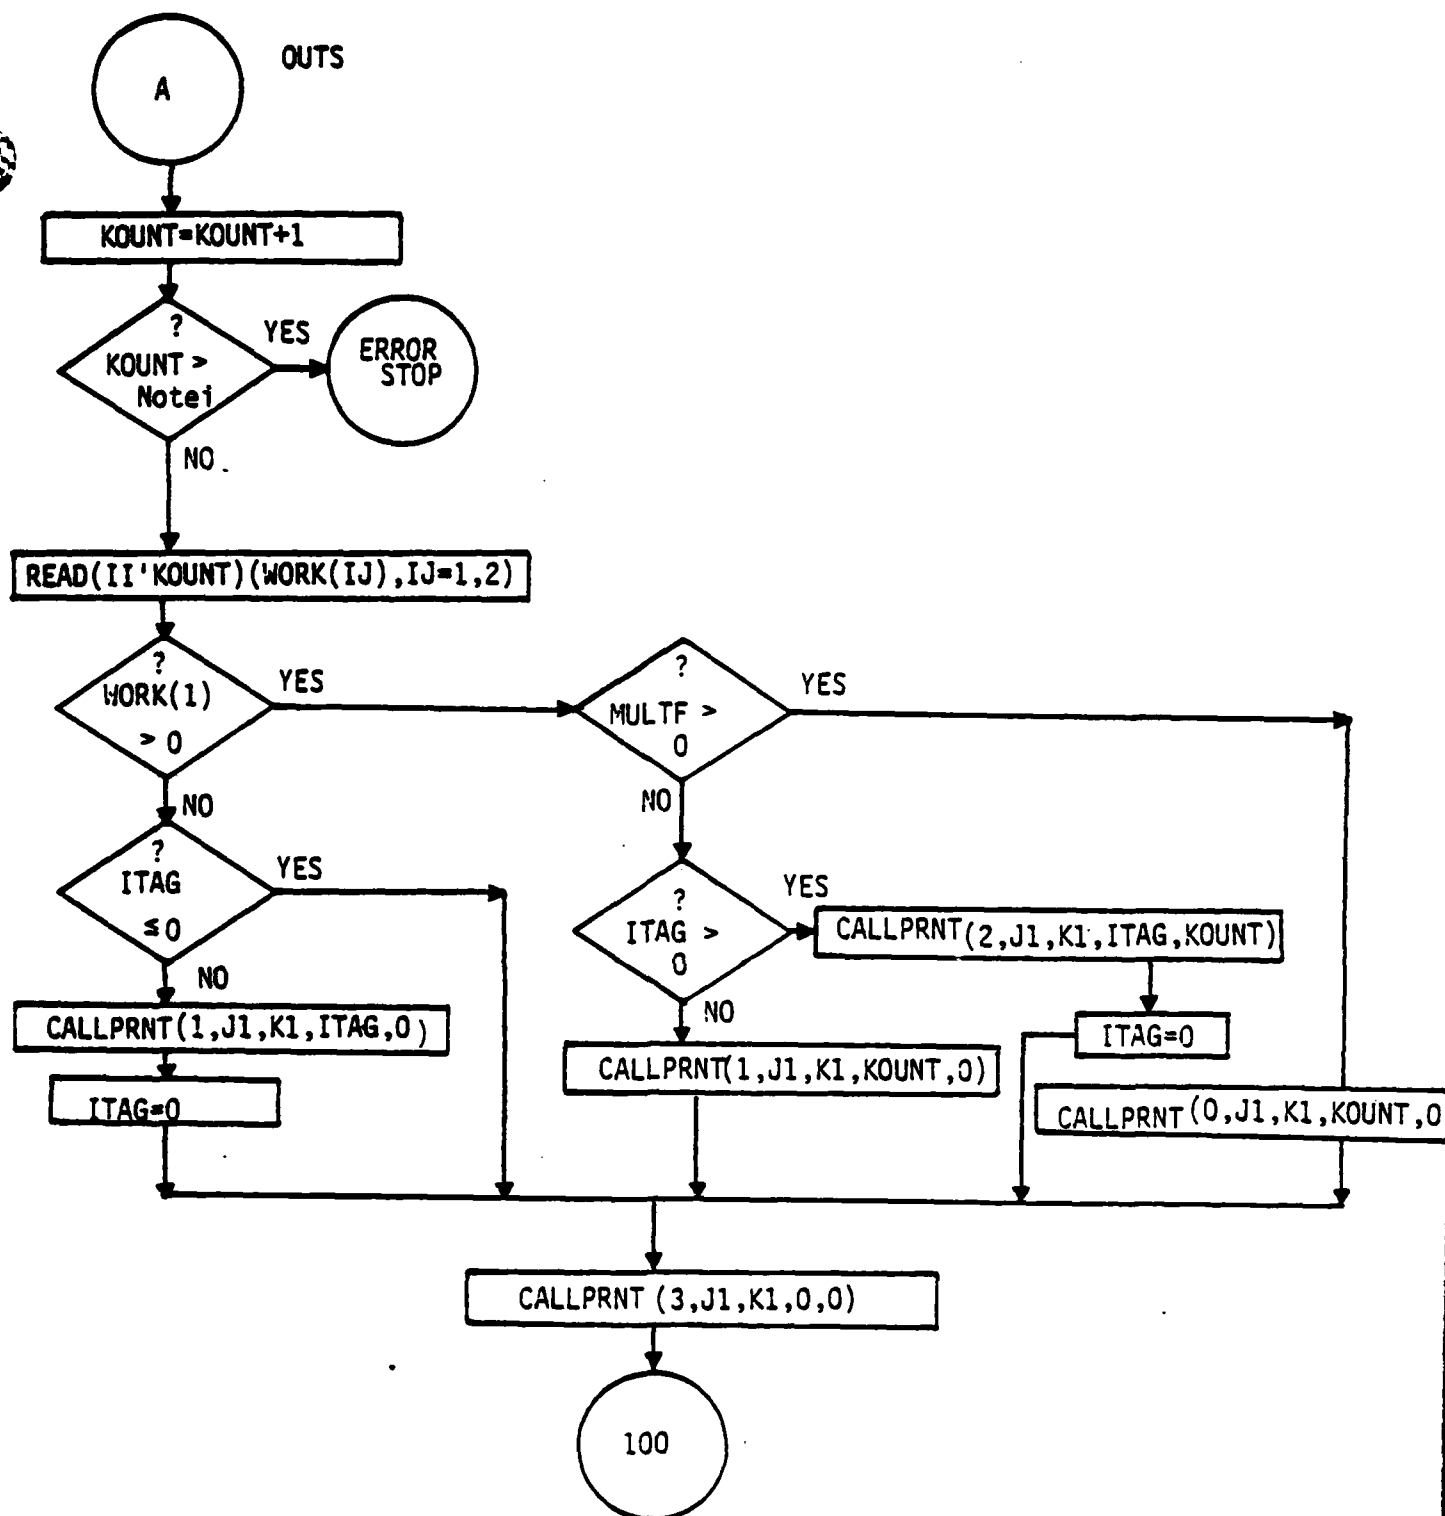 OUTS
A
KOUNT=KOUNT+1
?
KOUNT >
Notei
YES
ERROR
STOP
NO
READ(II'KOUNT)(WORK(IJ),IJ=1,2)
?
WORK(1)
> 0
YES
?
MULTF >
0
YES
NO
NO
?
ITAG
≤0
YES
?
ITAG >
0
YES
CALLPRNT(2,J1,K1,ITAG,KOUNT)
NO
NO
CALLPRNT(1,J1,K1,ITAG,0)
ITAG=0
CALLPRNT(1,J1,K1,KOUNT,0)
ITAG=0
CALLPRNT(0,J1,K1,KOUNT,0
CALLPRNT (3,J1,K1,0,0)
100